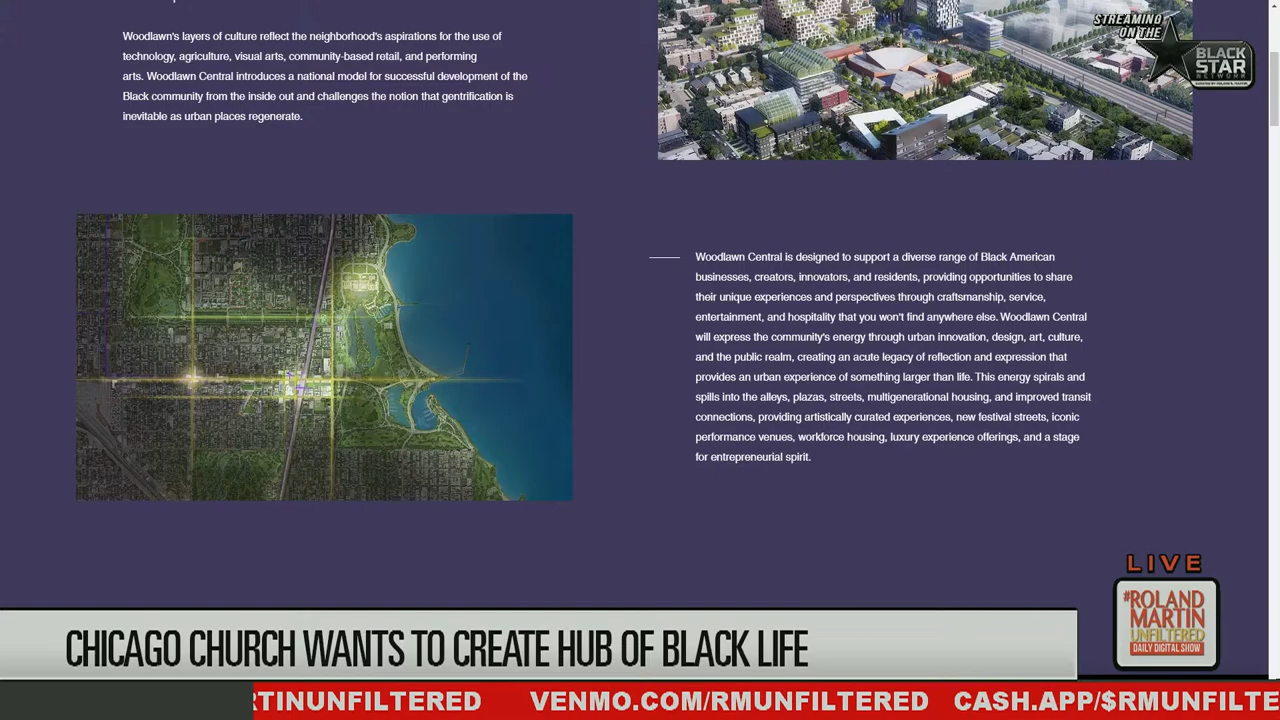 Woodlawn's layers of culture reflect the neighborhood's aspirations for the use of
technology, agriculture, visual arts, community-based retail, and performing
arts. Woodlawn Central introduces a national model for successful development of the
Black community from the inside out and challenges the notion that gentrification is
inevitable as urban places regenerate.
STREAMING
ON THE
BLACK
STAR
NETWORK
Woodlawn Central is designed to support a diverse range of Black American
businesses, creators, innovators, and residents, providing opportunities to share
their unique experiences and perspectives through craftsmanship, service,
entertainment, and hospitality that you won't find anywhere else. Woodlawn Central
will express the community's energy through urban innovation, design, art, culture,
and the public realm, creating an acute legacy of reflection and expression that
provides an urban experience of something larger than life. This energy spirals and
spills into the alleys, plazas, streets, multigenerational housing, and improved transit
connections, providing artistically curated experiences, new festival streets, iconic
performance venues, workforce housing, luxury experience offerings, and a stage
for entrepreneurial spirit.
LIVE
#ROLAND
MARTIN
UNFILTERED
DAILY DIGITAL SHOW
CHICAGO CHURCH WANTS TO CREATE HUB OF BLACK LIFE
RTINUNFILTERED VENMO.COM/RMUNFILTERED CASH.APP/$RMUNFILTE